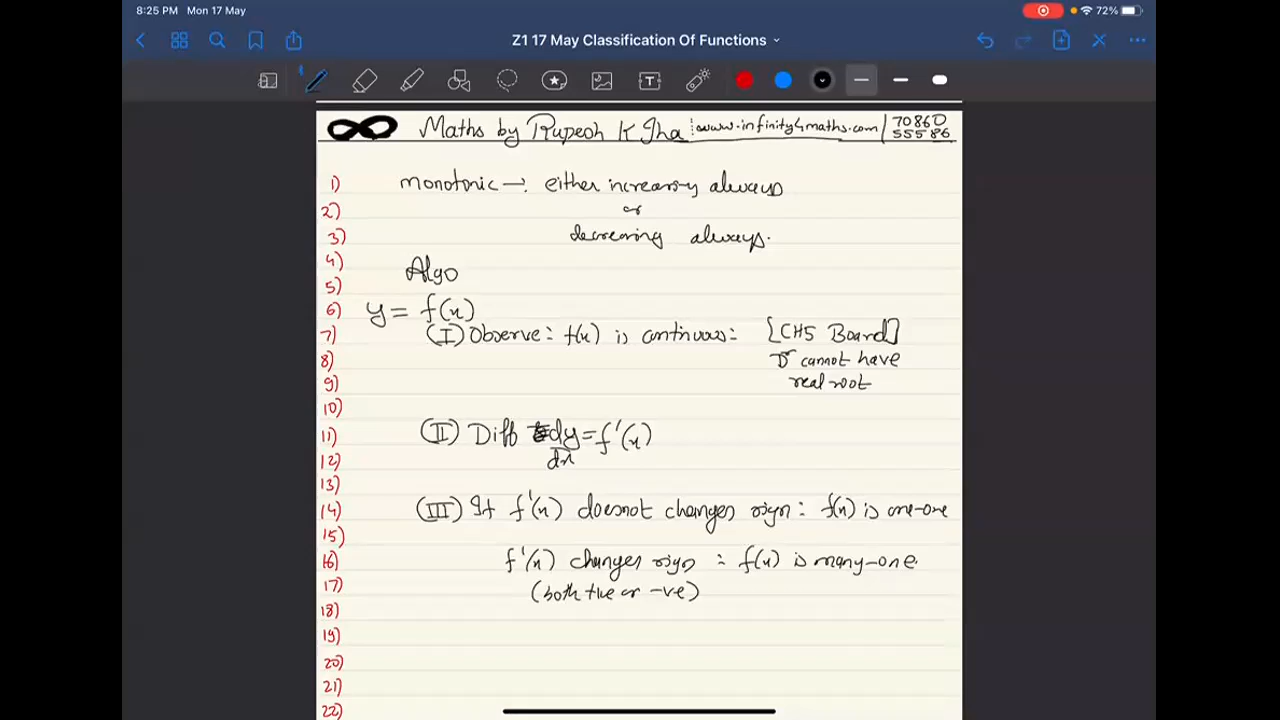 8:25 PM Mon 17 May
72%
Z1 17 May Classification Of Functions
Maths by Rupesh K Jha www.infinity4maths.com 70860 55586
1) monotonic → either increasing always
2) or
3) decreasing always.
4) Algo
5)
6) y = f(x)
7) (I) Observe : f(x) is continuous : [CH5 Board]
8) Dr cannot have
9) real root
10)
11) (II) Diff dy/dx = f'(x)
12)
13)
14) (III) If f'(x) doesnot changes sign : f(x) is one-one
15)
16) f'(x) changes sign : f(x) is many-one.
17) (both +ve or -ve)
18)
19)
20)
21)
22)